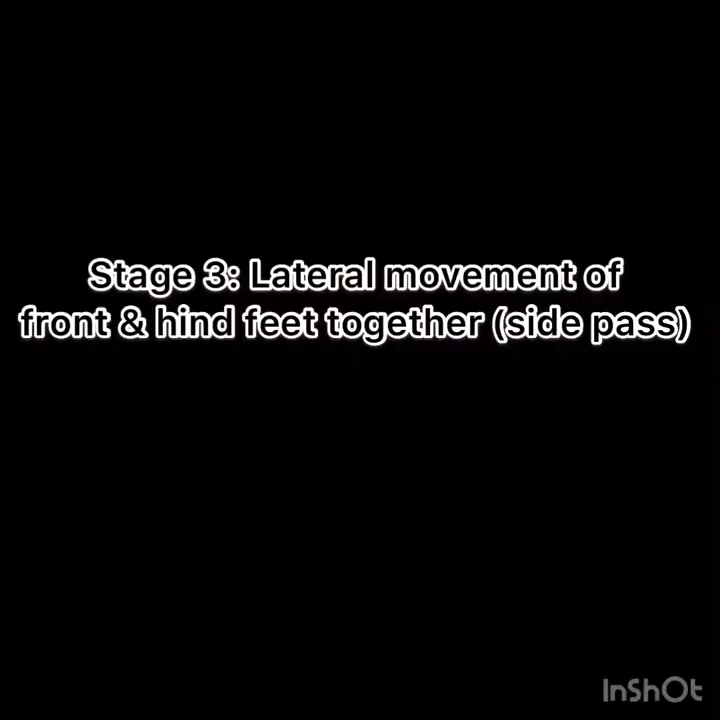 Stage 3: Lateral movement of
front & hind feet together (side pass)
InShOt